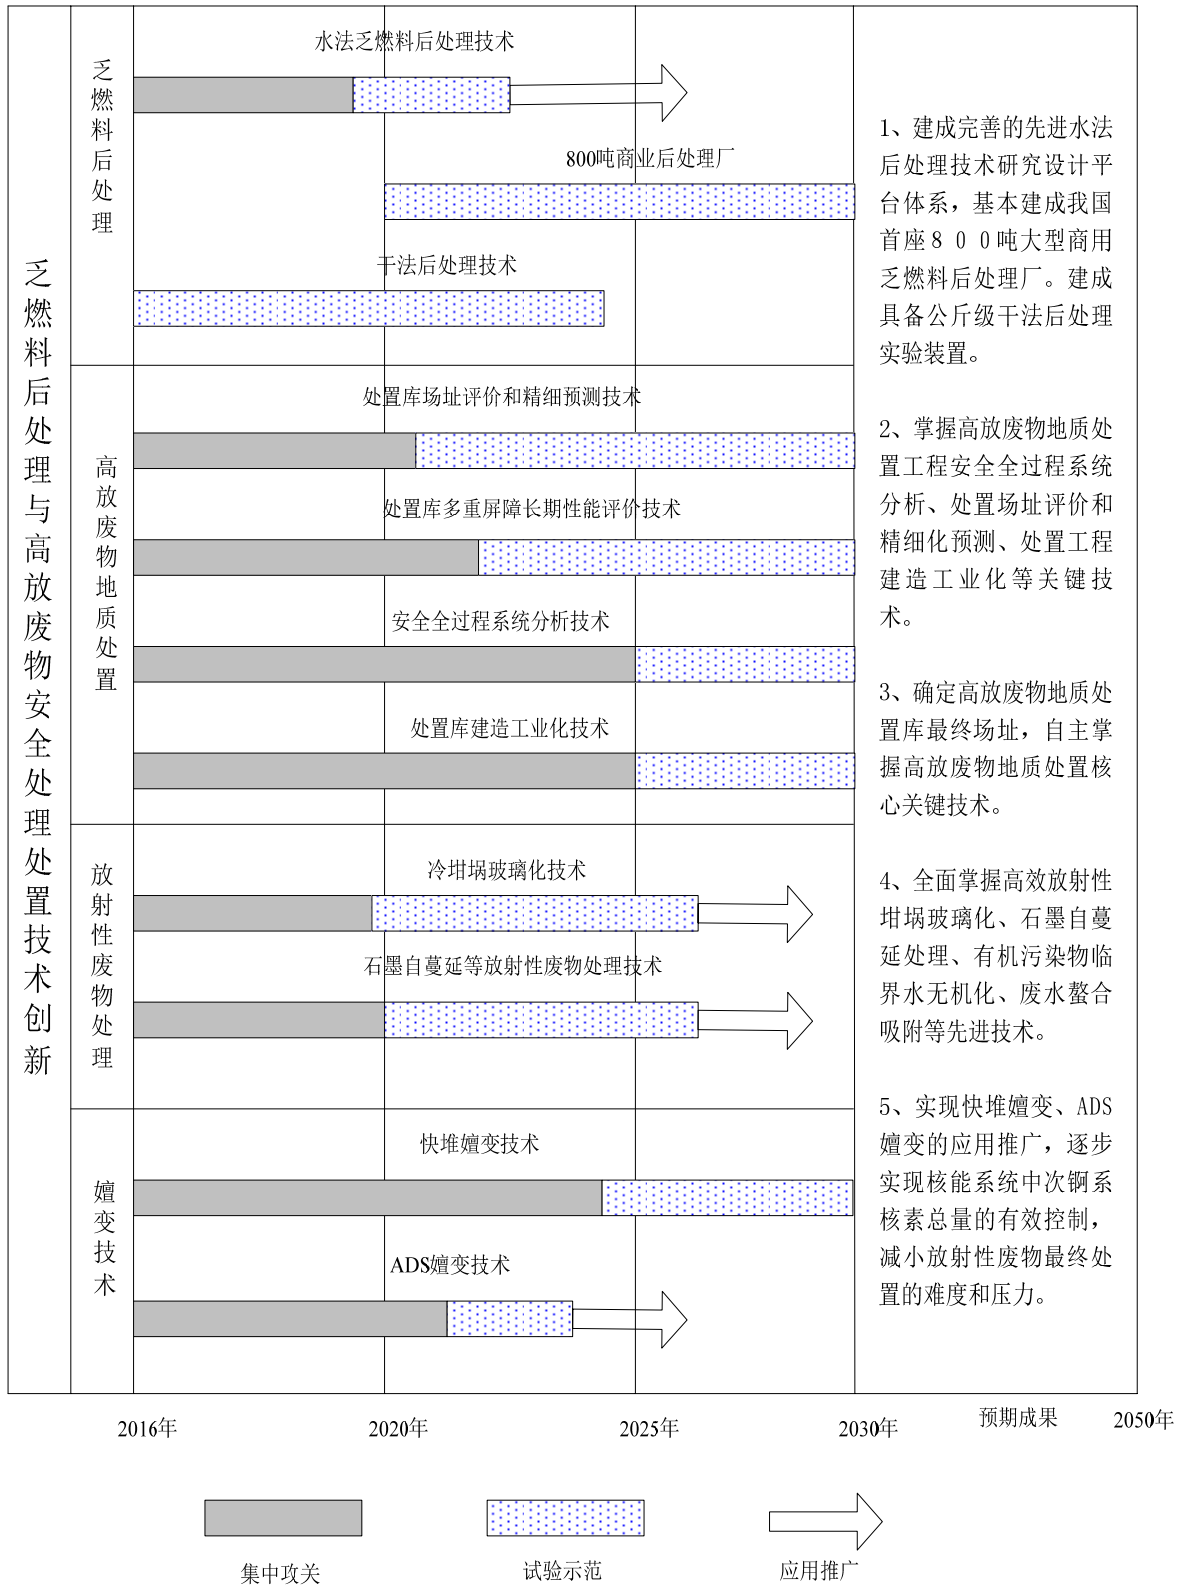 乏燃料后处理与高放废物安全处理处置技术创新
乏燃料后处理
水法乏燃料后处理技术
800吨商业后处理厂
干法后处理技术
高放废物地质处置
处置库场址评价和精细预测技术
处置库多重屏障长期性能评价技术
安全全过程系统分析技术
处置库建造工业化技术
放射性废物处理
冷坩埚玻璃化技术
石墨自蔓延等放射性废物处理技术
嬗变技术
快堆嬗变技术
ADS嬗变技术
1、建成完善的先进水法
后处理技术研究设计平
台体系，基本建成我国
首座８００吨大型商用
乏燃料后处理厂。建成
具备公斤级干法后处理
实验装置。
2、掌握高放废物地质处
置工程安全全过程系统
分析、处置场址评价和
精细化预测、处置工程
建造工业化等关键技
术。
3、确定高放废物地质处
置库最终场址，自主掌
握高放废物地质处置核
心关键技术。
4、全面掌握高效放射性
坩埚玻璃化、石墨自蔓
延处理、有机污染物临
界水无机化、废水螯合
吸附等先进技术。
5、实现快堆嬗变、ADS
嬗变的应用推广，逐步
实现核能系统中次锕系
核素总量的有效控制，
减小放射性废物最终处
置的难度和压力。
2016年
2020年
2025年
2030年
预期成果
2050年
集中攻关
试验示范
应用推广